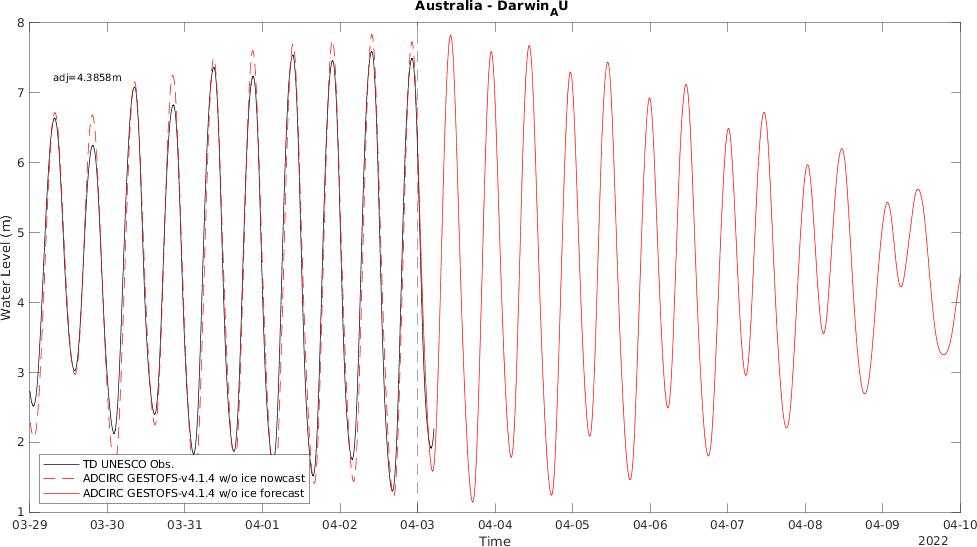 Australia - Darwin_AU
adj=4.3858m
Water Level (m)
8
7
6
5
4
3
2
1
TD UNESCO Obs.
ADCIRC GESTOFS-v4.1.4 w/o ice nowcast
ADCIRC GESTOFS-v4.1.4 w/o ice forecast
03-29 03-30 03-31 04-01 04-02 04-03 04-04 04-05 04-06 04-07 04-08 04-09 04-10
Time
2022